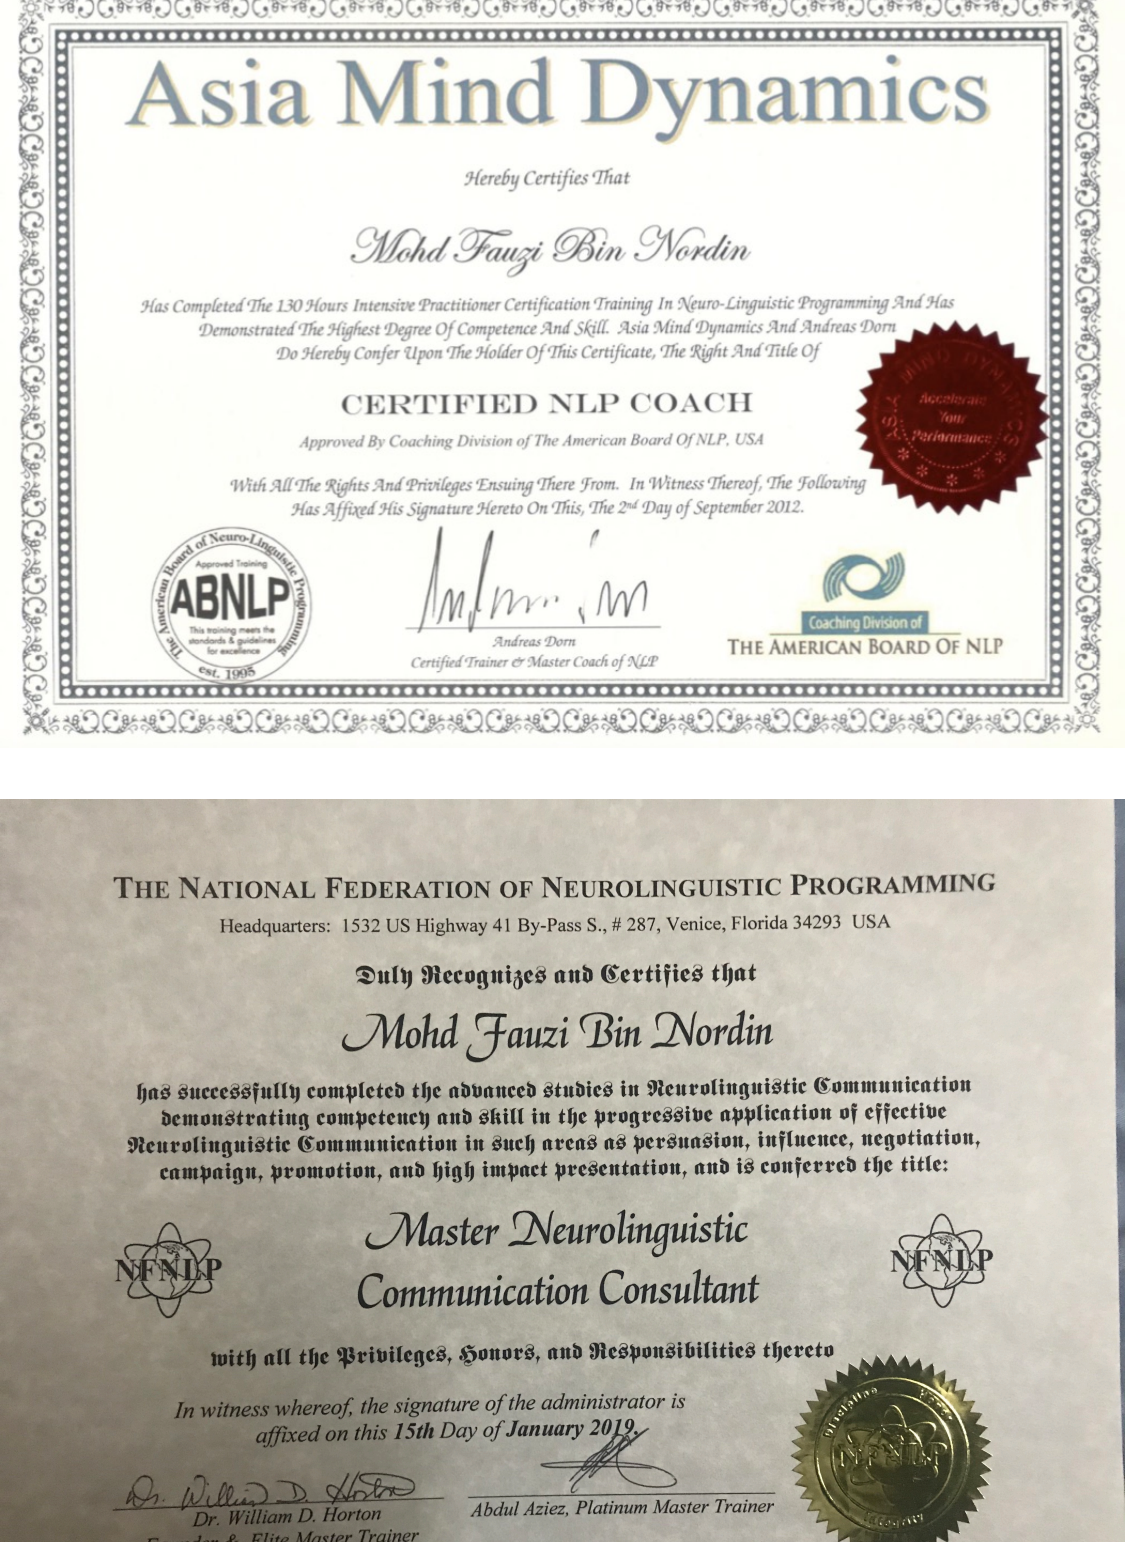 Asia Mind Dynamics
Hereby Certifies That
Mohd Fauzi Bin Nordin
Has Completed The 130 Hours Intensive Practitioner Certification Training In Neuro-Linguistic Programming And Has
Demonstrated The Highest Degree Of Competence And Skill. Asia Mind Dynamics And Andreas Dorn
Do Hereby Confer Upon The Holder Of This Certificate, The Right And Title Of
CERTIFIED NLP COACH
Approved By Coaching Division of The American Board Of NLP, USA
With All The Rights And Privileges Ensuing There From. In Witness Thereof, The Following
Has Affixed His Signature Hereto On This, The 2nd Day of September 2012.
ASIA MIND DYNAMICS
Accelerate
Your
Performance
The American Board of Neuro-Linguistic Programming
Approved Training
ABNLP
This training meets the
standards & guidelines
for excellence
est. 1995
Andreas Dorn
Certified Trainer & Master Coach of NLP
Coaching Division of
THE AMERICAN BOARD OF NLP
THE NATIONAL FEDERATION OF NEUROLINGUISTIC PROGRAMMING
Headquarters: 1532 US Highway 41 By-Pass S., # 287, Venice, Florida 34293 USA
Duly Recognizes and Certifies that
Mohd Fauzi Bin Nordin
has successfully completed the advanced studies in Neurolinguistic Communication
demonstrating competency and skill in the progressive application of effective
Neurolinguistic Communication in such areas as persuasion, influence, negotiation,
campaign, promotion, and high impact presentation, and is conferred the title:
Master Neurolinguistic
Communication Consultant
NFNLP
NFNLP
with all the Privileges, Honors, and Responsibilities thereto
In witness whereof, the signature of the administrator is
affixed on this 15th Day of January 2019.
Dr. William D. Horton
Dr. William D. Horton
Founder & Elite Master Trainer
Abdul Aziez, Platinum Master Trainer
NFNLP
Integrity